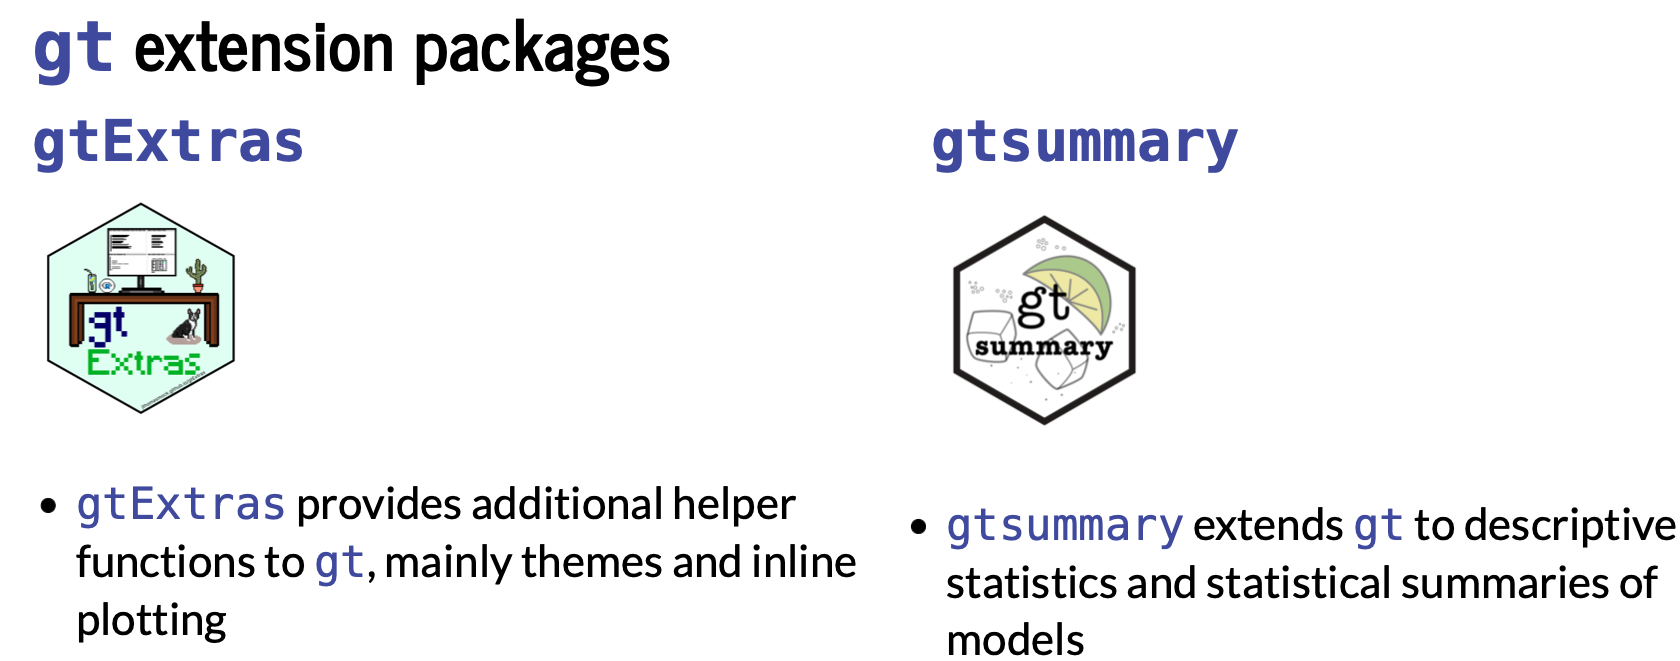 gt extension packages
gtExtras
gt
Extras
gtExtras provides additional helper
functions to gt, mainly themes and inline
plotting
gtsummary
gt
summary
gtsummary extends gt to descriptive
statistics and statistical summaries of
models